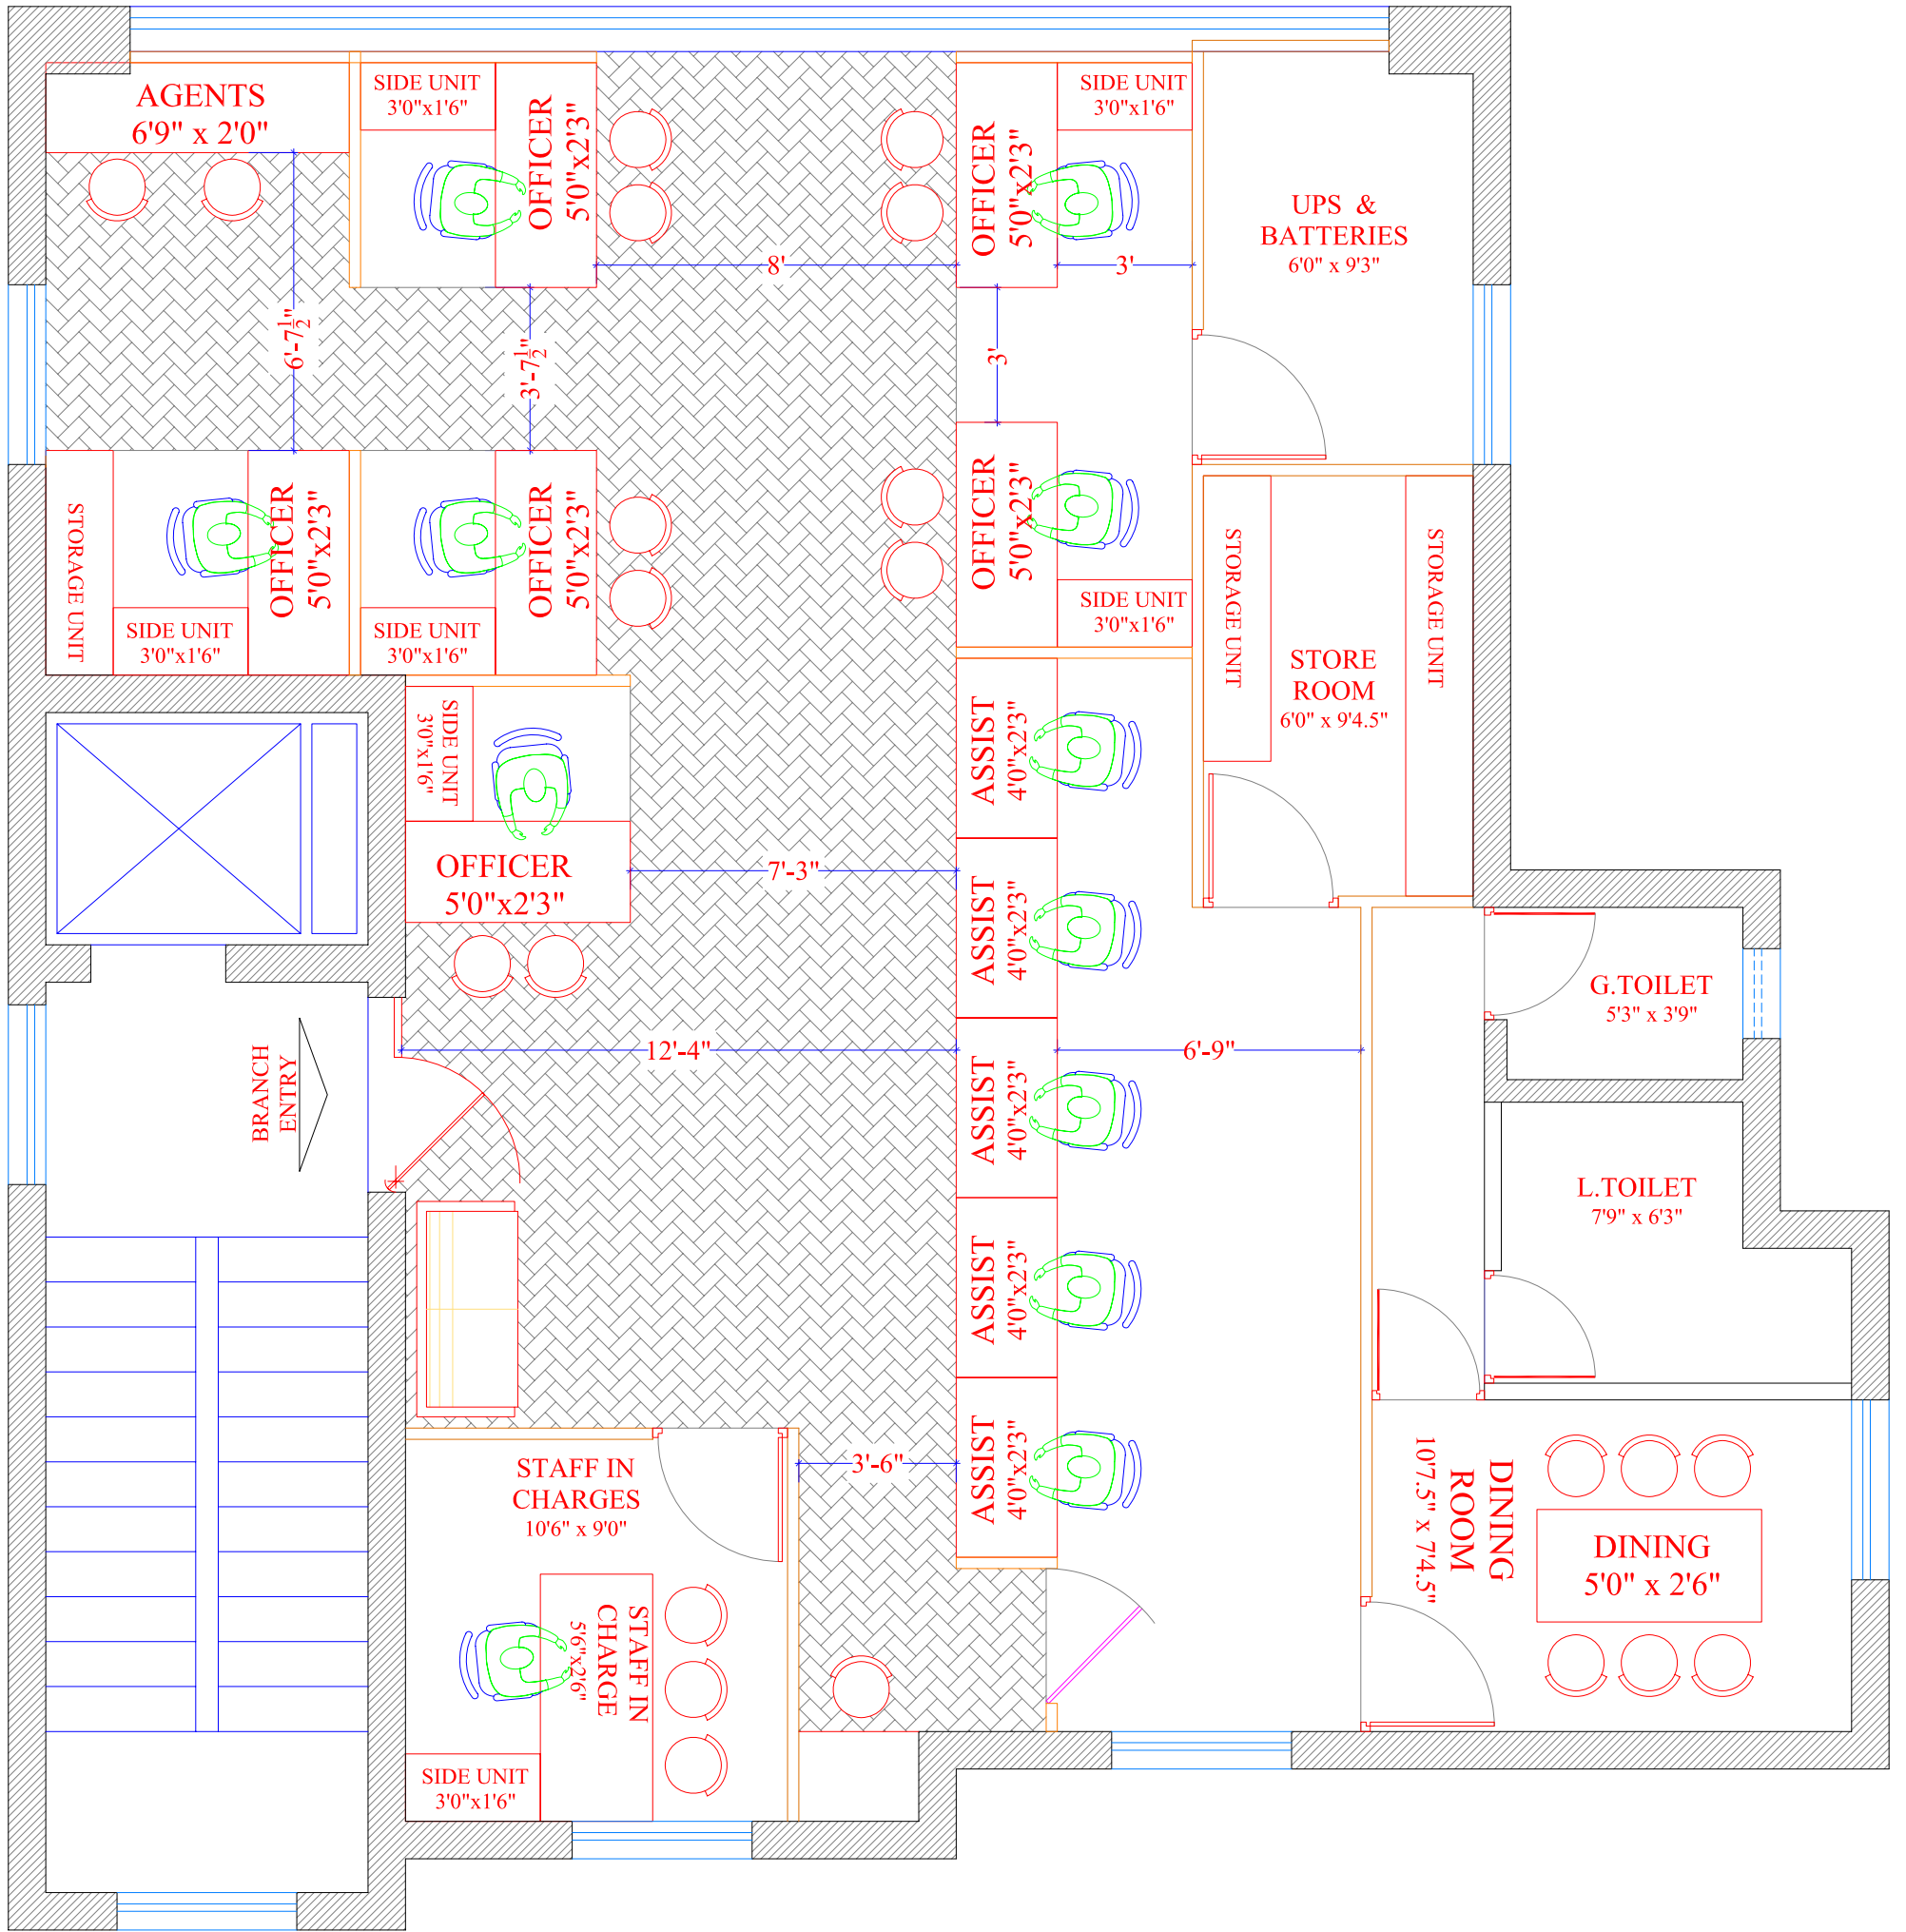 AGENTS
6'9" x 2'0"
SIDE UNIT
3'0"x1'6"
OFFICER
5'0"x2'3"
OFFICER
5'0"x2'3"
SIDE UNIT
3'0"x1'6"
UPS &
BATTERIES
6'0" x 9'3"
8'
3'
6'-7 1/2"
3'-7 1/2"
3'
STORAGE UNIT
SIDE UNIT
3'0"x1'6"
OFFICER
5'0"x2'3"
SIDE UNIT
3'0"x1'6"
OFFICER
5'0"x2'3"
OFFICER
5'0"x2'3"
SIDE UNIT
3'0"x1'6"
STORAGE UNIT
STORE
ROOM
6'0" x 9'4.5"
STORAGE UNIT
SIDE UNIT
3'0"x1'6"
OFFICER
5'0"x2'3"
7'-3"
ASSIST
4'0"x2'3"
ASSIST
4'0"x2'3"
G.TOILET
5'3" x 3'9"
BRANCH
ENTRY
12'-4"
ASSIST
4'0"x2'3"
6'-9"
L.TOILET
7'9" x 6'3"
ASSIST
4'0"x2'3"
STAFF IN
CHARGES
10'6" x 9'0"
3'-6"
ASSIST
4'0"x2'3"
DINING
ROOM
10'7.5" x 7'4.5"
DINING
5'0" x 2'6"
STAFF IN
CHARGE
5'6"x2'6"
SIDE UNIT
3'0"x1'6"